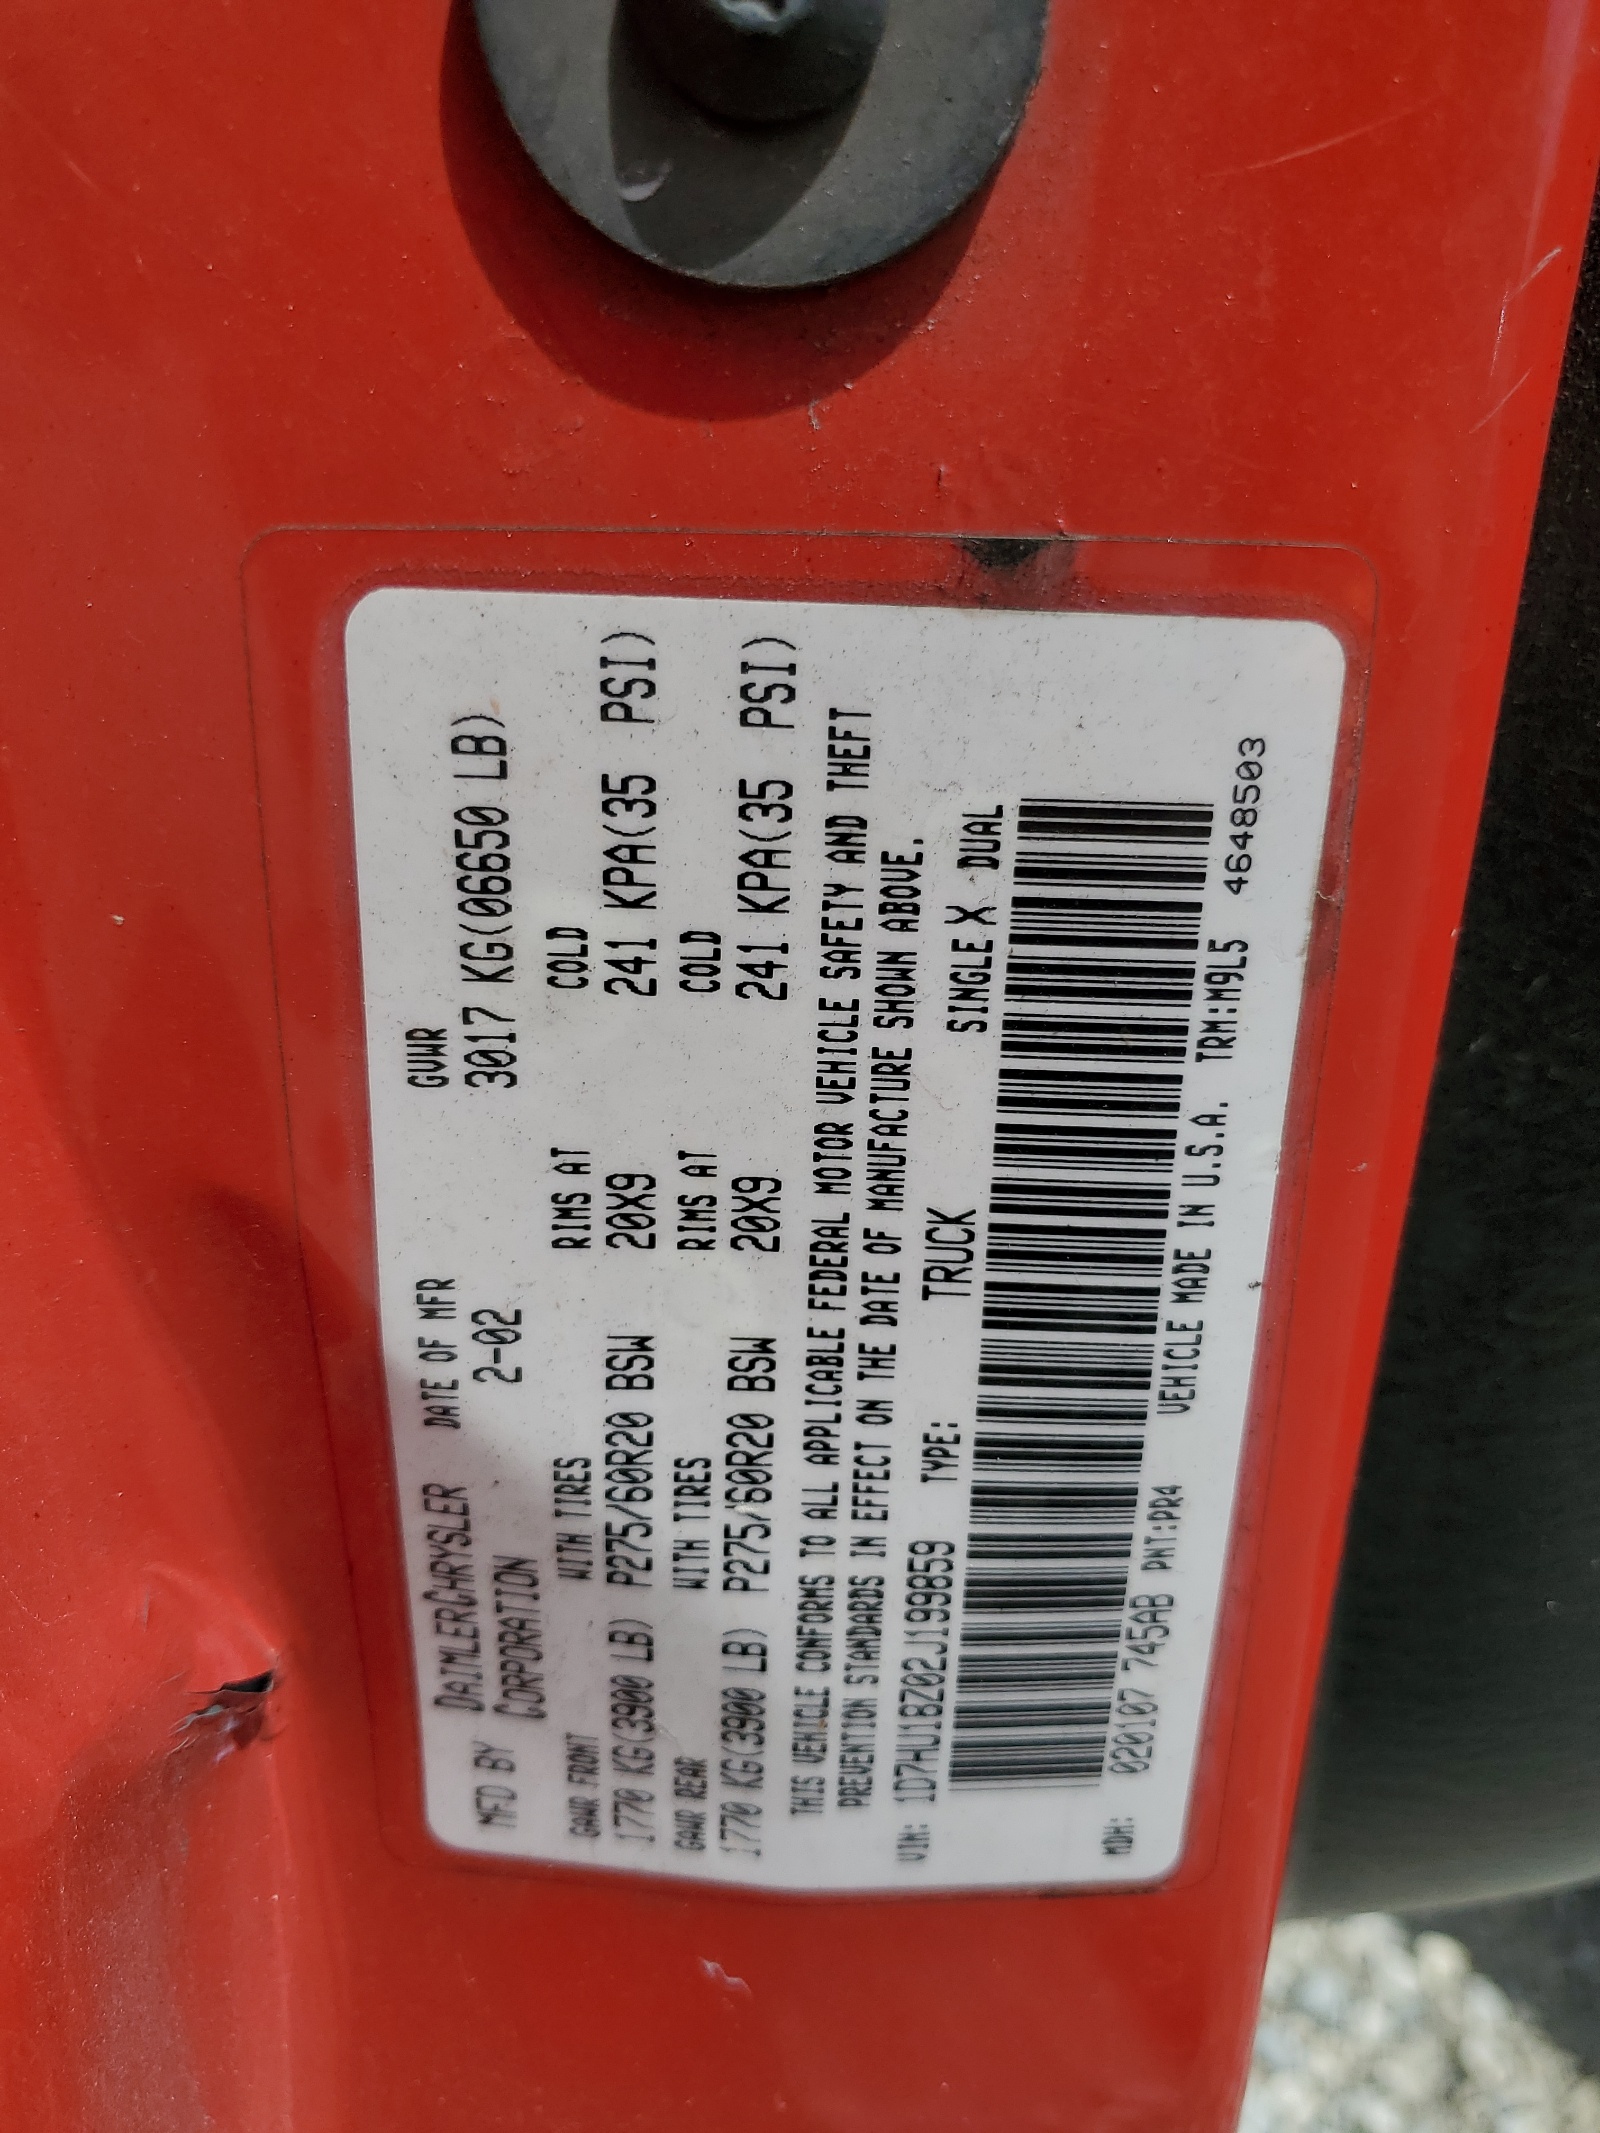 MFD BY DAIMLERCHRYSLER CORPORATION DATE OF MFR 2-02 GVWR 3017 KG(06650 LB)
GAWR FRONT WITH TIRES RIMS AT COLD
1770 KG(3900 LB) P275/60R20 BSW 20X9 241 KPA(35 PSI)
GAWR REAR WITH TIRES RIMS AT COLD
1770 KG(3900 LB) P275/60R20 BSW 20X9 241 KPA(35 PSI)
THIS VEHICLE CONFORMS TO ALL APPLICABLE FEDERAL MOTOR VEHICLE SAFETY AND THEFT
PREVENTION STANDARDS IN EFFECT ON THE DATE OF MANUFACTURE SHOWN ABOVE.
VIN: 1D7HU18Z02J199859 TYPE: TRUCK SINGLE X DUAL
MDH: 020107 745AB PNT:PR4 VEHICLE MADE IN U.S.A. TRM:M9L5 4648503